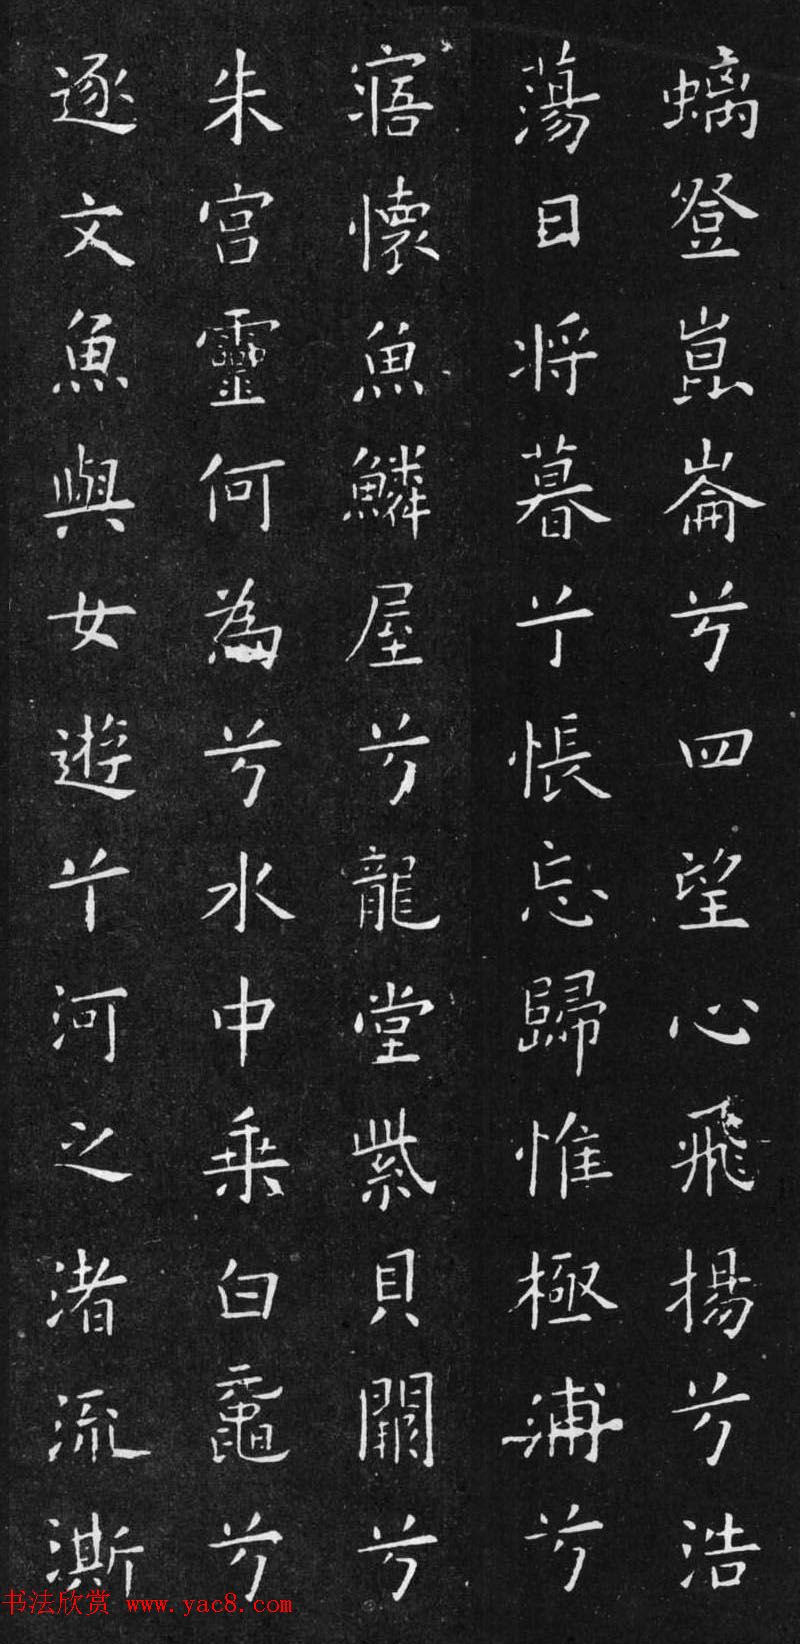 螭登崑崙兮四望心飛揚兮浩
蕩日將暮兮悵忘歸惟極浦兮
寤懷魚鱗屋兮龍堂紫貝闕兮
朱宮靈何為兮水中乗白黿兮
逐文魚與女遊兮河之渚流澌
书法欣赏 www.yac8.com